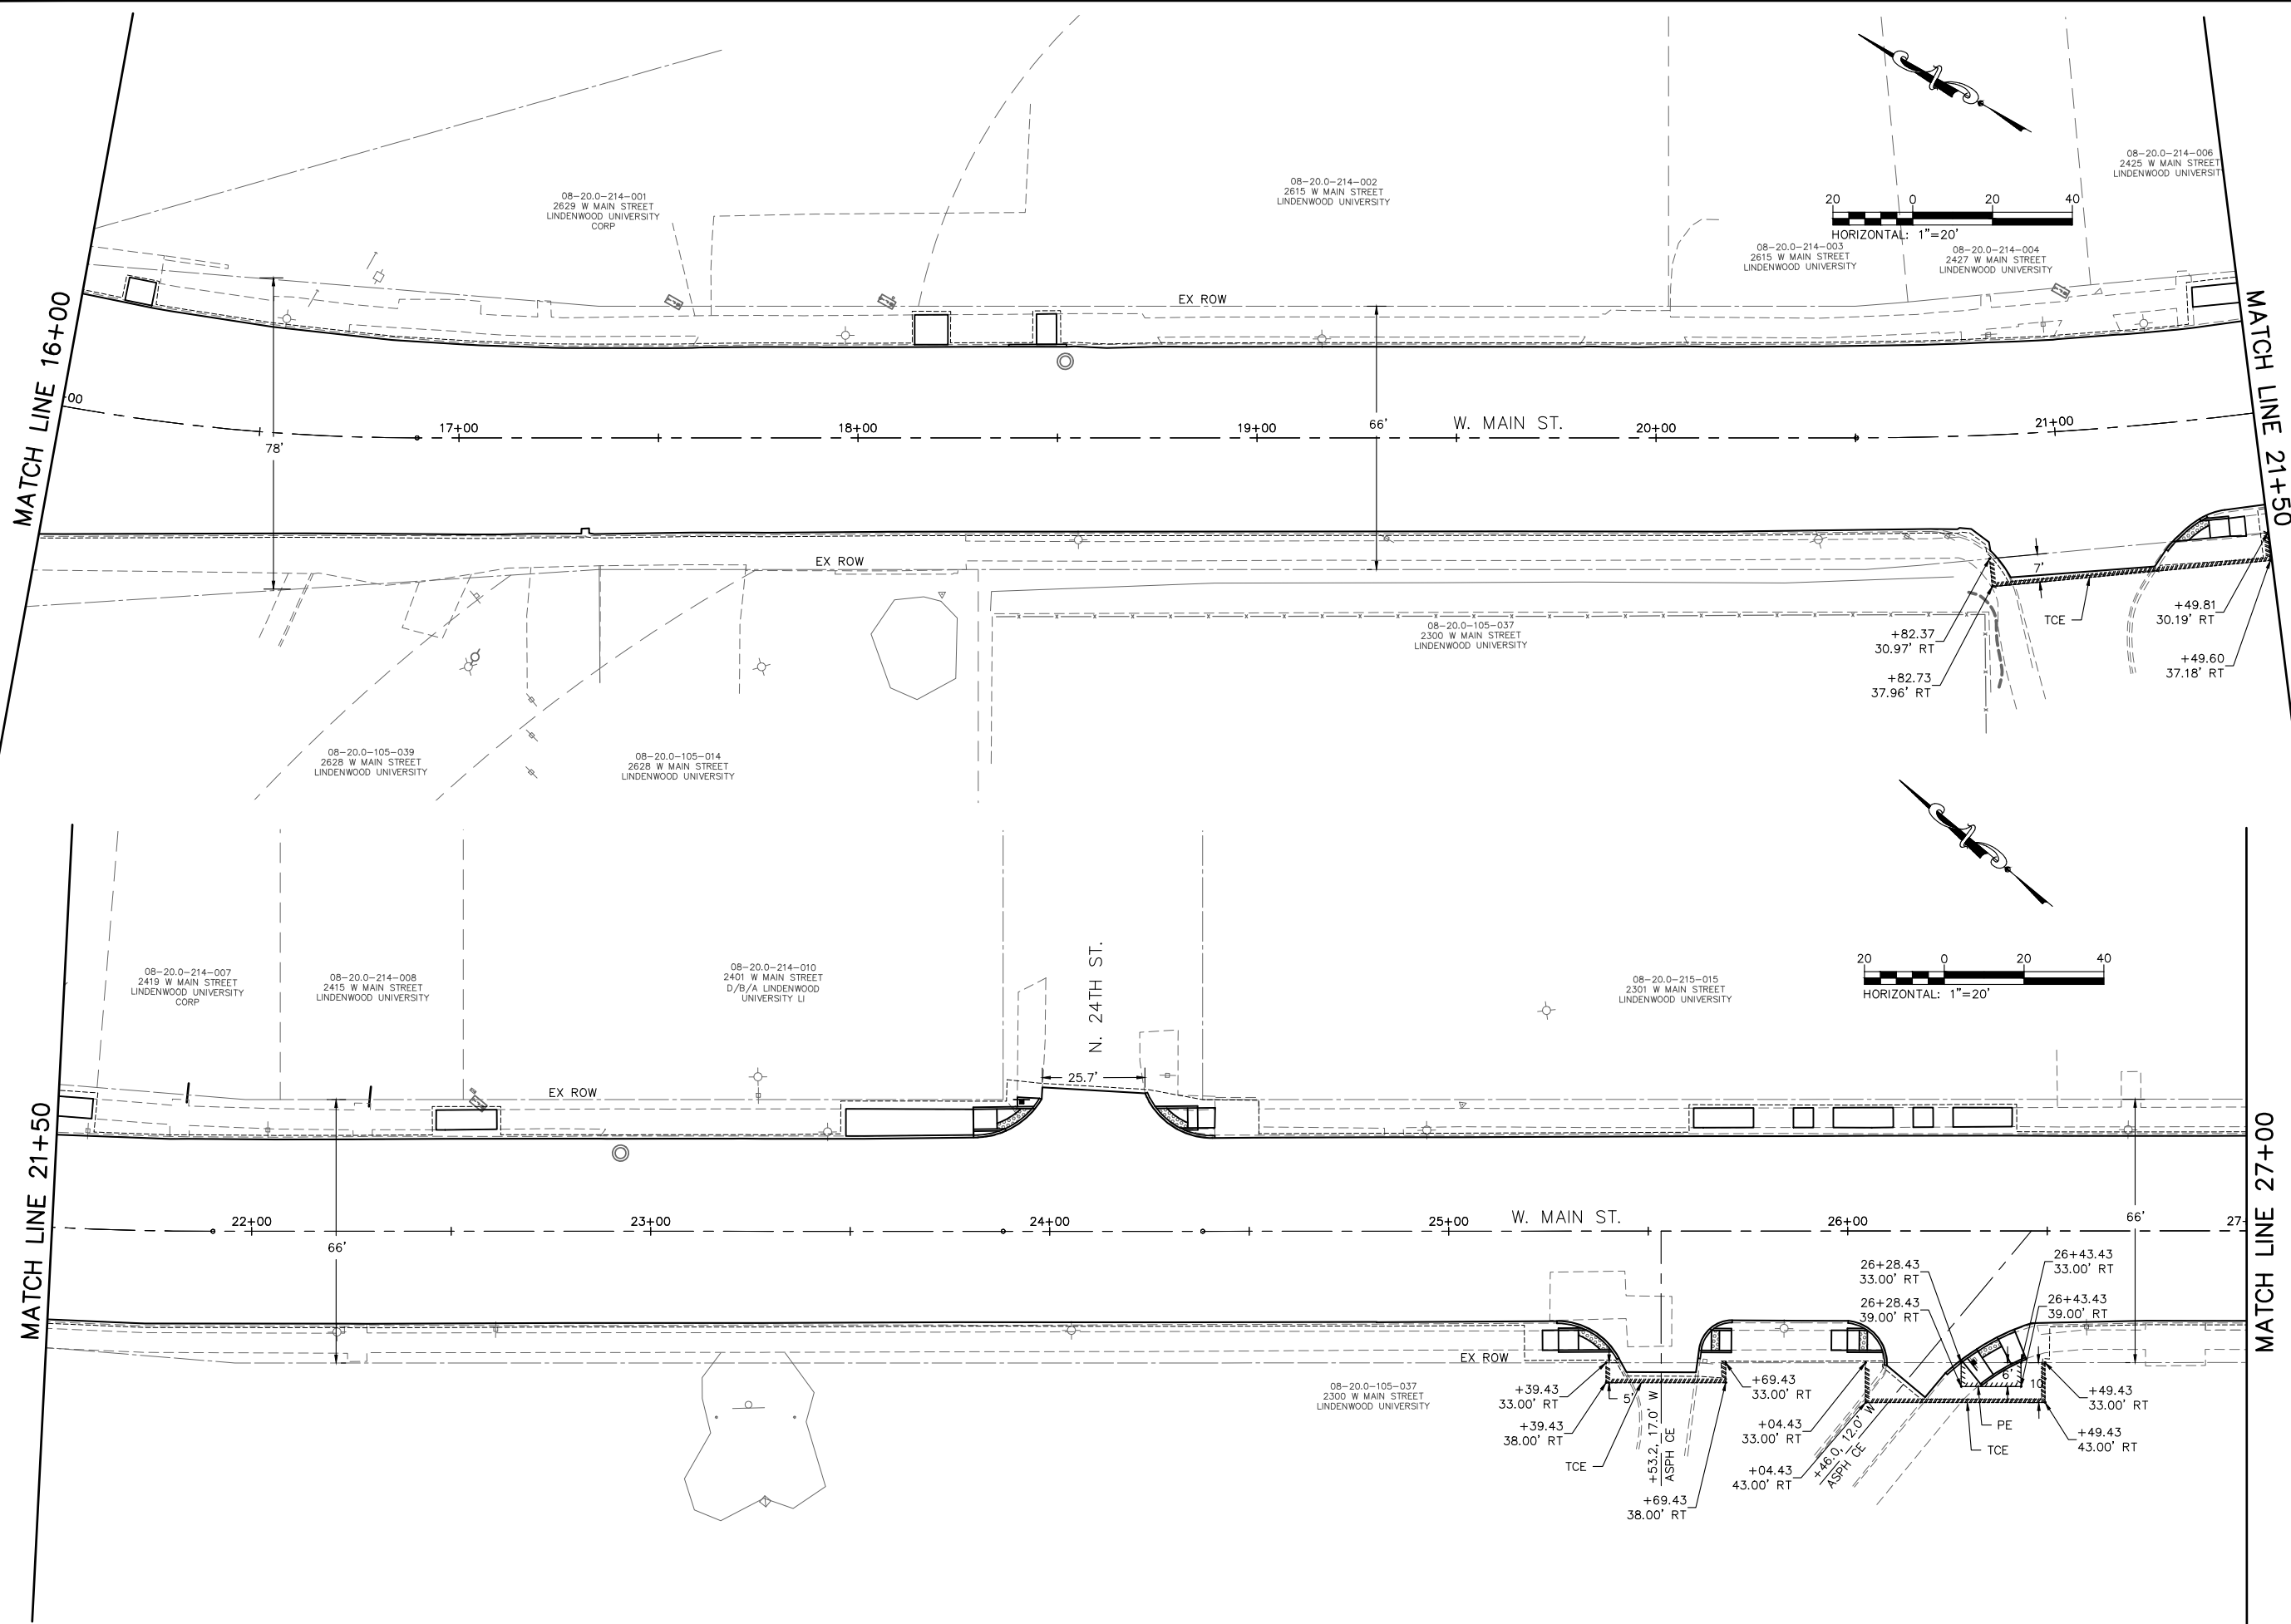 08-20.0-214-001
2629 W MAIN STREET
LINDENWOOD UNIVERSITY
CORP
08-20.0-214-002
2615 W MAIN STREET
LINDENWOOD UNIVERSITY
08-20.0-214-006
2425 W MAIN STREET
LINDENWOOD UNIVERSIT
20 0 20 40
HORIZONTAL: 1"=20'
08-20.0-214-003
2615 W MAIN STREET
LINDENWOOD UNIVERSITY
08-20.0-214-004
2427 W MAIN STREET
LINDENWOOD UNIVERSITY
MATCH LINE 16+00
MATCH LINE 21+50
EX ROW
00
17+00
18+00
19+00
66'
W. MAIN ST.
20+00
21+00
78'
EX ROW
7'
TCE
+49.81
30.19' RT
+82.37
30.97' RT
+49.60
37.18' RT
+82.73
37.96' RT
08-20.0-105-037
2300 W MAIN STREET
LINDENWOOD UNIVERSITY
08-20.0-105-039
2628 W MAIN STREET
LINDENWOOD UNIVERSITY
08-20.0-105-014
2628 W MAIN STREET
LINDENWOOD UNIVERSITY
08-20.0-214-007
2419 W MAIN STREET
LINDENWOOD UNIVERSITY
CORP
08-20.0-214-008
2415 W MAIN STREET
LINDENWOOD UNIVERSITY
08-20.0-214-010
2401 W MAIN STREET
D/B/A LINDENWOOD
UNIVERSITY LI
N. 24TH ST.
08-20.0-215-015
2301 W MAIN STREET
LINDENWOOD UNIVERSITY
20 0 20 40
HORIZONTAL: 1"=20'
MATCH LINE 21+50
MATCH LINE 27+00
EX ROW
25.7'
22+00
23+00
24+00
25+00
W. MAIN ST.
26+00
66'
27
66'
26+28.43
33.00' RT
26+43.43
33.00' RT
26+28.43
39.00' RT
26+43.43
39.00' RT
EX ROW
08-20.0-105-037
2300 W MAIN STREET
LINDENWOOD UNIVERSITY
+39.43
33.00' RT
+39.43
38.00' RT
5'
TCE
+53.2, 17.0' W
ASPH CE
+69.43
33.00' RT
+69.43
38.00' RT
+04.43
33.00' RT
+04.43
43.00' RT
+46.0, 12.0' W
ASPH CE
6'
10
PE
TCE
+49.43
33.00' RT
+49.43
43.00' RT